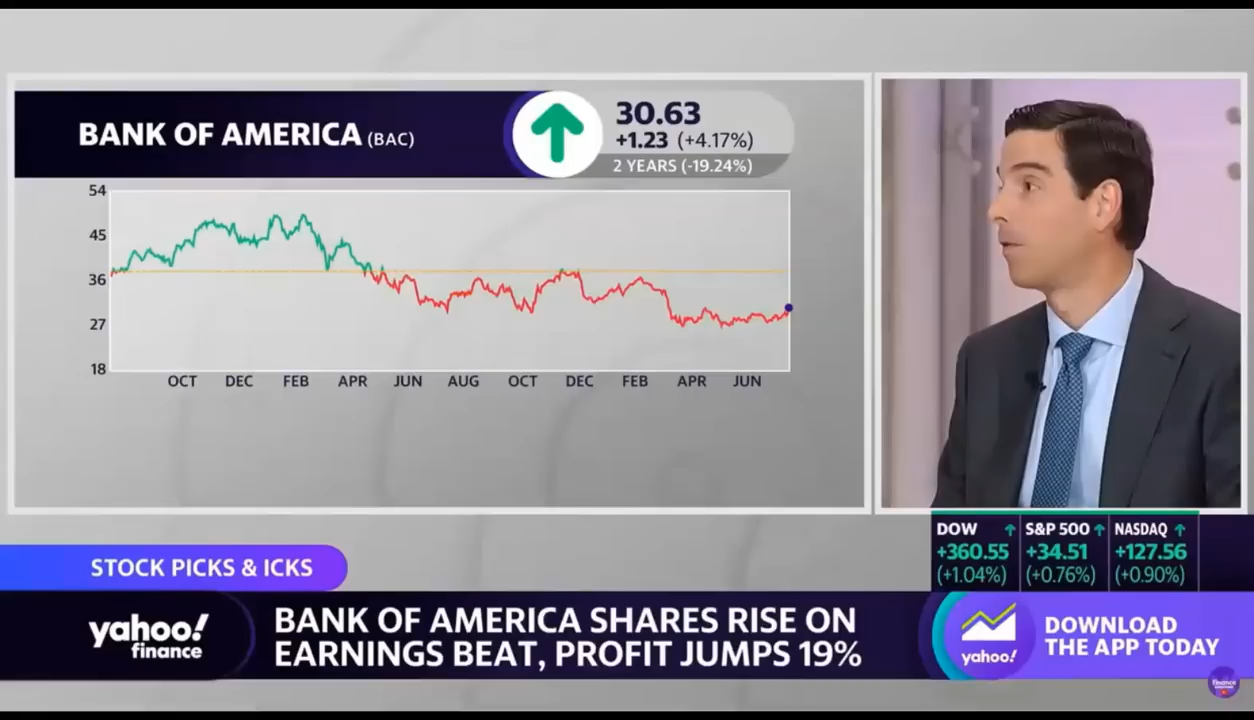 BANK OF AMERICA (BAC)
30.63
+1.23 (+4.17%)
2 YEARS (-19.24%)
54
45
36
27
18
OCT DEC FEB APR JUN AUG OCT DEC FEB APR JUN
DOW
+360.55
(+1.04%)
S&P 500
+34.51
(+0.76%)
NASDAQ
+127.56
(+0.90%)
STOCK PICKS & ICKS
yahoo!
finance
BANK OF AMERICA SHARES RISE ON
EARNINGS BEAT, PROFIT JUMPS 19%
yahoo!
DOWNLOAD
THE APP TODAY
finance